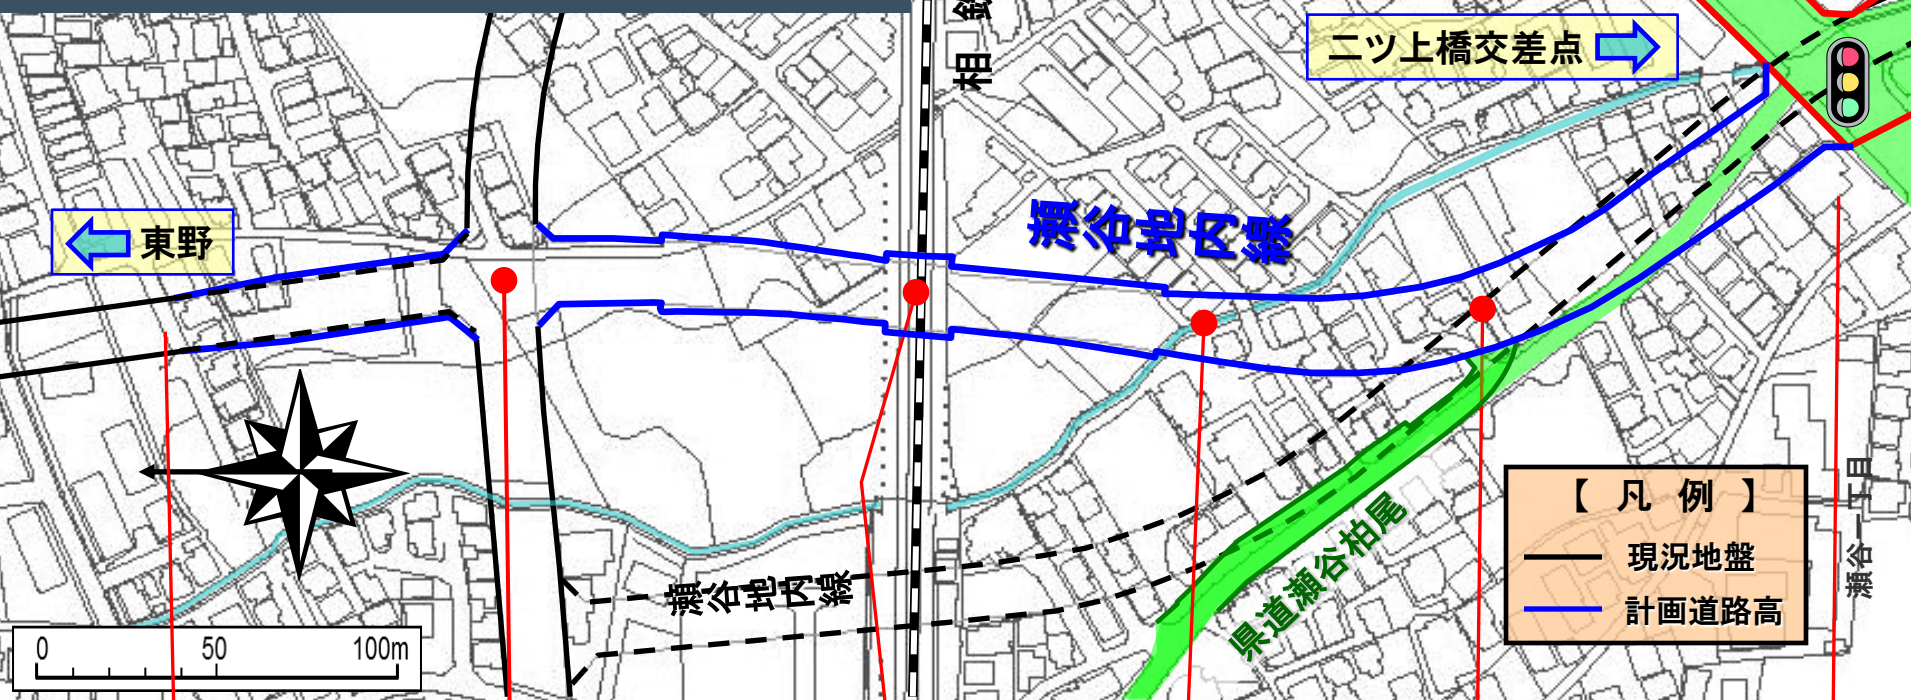 相鉄
二ツ上橋交差点
東野
瀬谷地内線
瀬谷地内線
県道瀬谷柏尾
瀬谷一丁目
【凡例】
現況地盤
計画道路高
0 50 100m